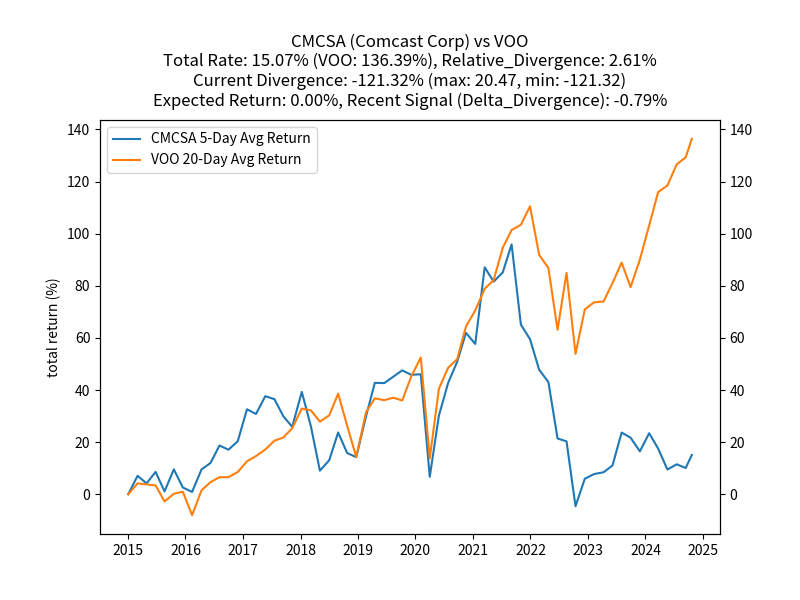 CMCSA (Comcast Corp) vs VOO
Total Rate: 15.07% (VOO: 136.39%), Relative_Divergence: 2.61%
Current Divergence: -121.32% (max: 20.47, min: -121.32)
Expected Return: 0.00%, Recent Signal (Delta_Divergence): -0.79%
CMCSA 5-Day Avg Return
VOO 20-Day Avg Return
total return (%)
140
120
100
80
60
40
20
0
140
120
100
80
60
40
20
0
2015 2016 2017 2018 2019 2020 2021 2022 2023 2024 2025